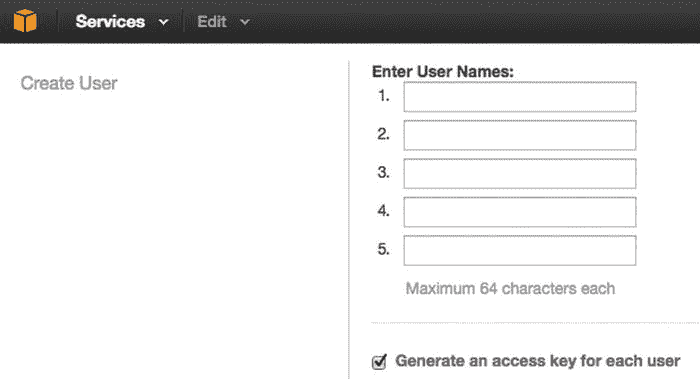 Services Edit
Create User
Enter User Names:
1.
2.
3.
4.
5.
Maximum 64 characters each
Generate an access key for each user